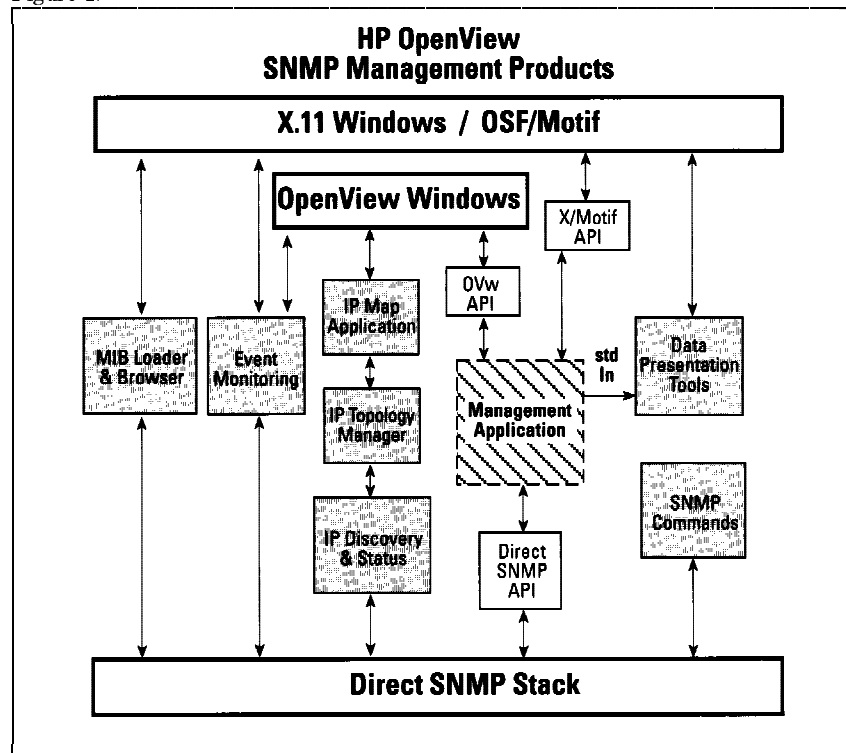 HP OpenView
SNMP Management Products
X.11 Windows / OSF/Motif
OpenView Windows
X/Motif
API
OVw
API
IP Map
Application
MIB Loader
& Browser
Event
Monitoring
std
In
Data
Presentation
Tools
IP Topology
Manager
Management
Application
SNMP
Commands
IP Discovery
& Status
Direct
SNMP
API
Direct SNMP Stack